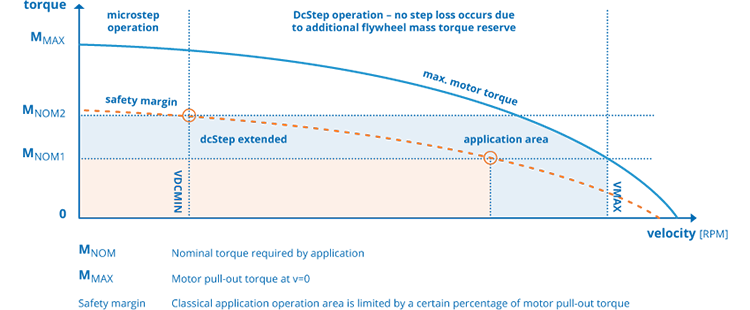 torque
microstep
operation
DcStep operation – no step loss occurs due
to additional flywheel mass torque reserve
MMAX
max. motor torque
safety margin
MNOM2
dcStep extended
application area
MNOM1
VDCMIN
VMAX
0
velocity [RPM]
MNOM Nominal torque required by application
MMAX Motor pull-out torque at v=0
Safety margin Classical application operation area is limited by a certain percentage of motor pull-out torque